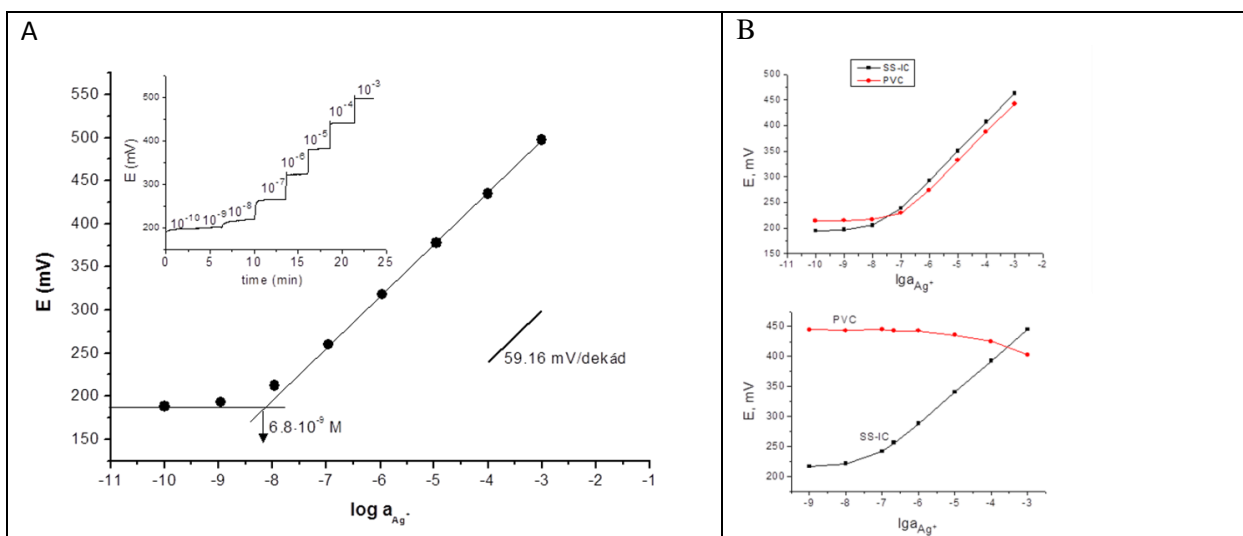 A
E (mV)
550
500
450
400
350
300
250
200
150
-11 -10 -9 -8 -7 -6 -5 -4 -3 -2 -1
log a Ag+
6.8·10-9 M
59.16 mV/dekád
E (mV)
500
400
350
300
250
200
0 5 10 15 20 25
time (min)
10-10 10-9 10-8 10-7 10-6 10-5 10-4 10-3
B
SS-IC
PVC
E, mV
500
450
400
350
300
250
200
150
-11 -10 -9 -8 -7 -6 -5 -4 -3 -2
lga Ag+
E, mV
450
400
350
300
250
200
PVC
SS-IC
-9 -8 -7 -6 -5 -4 -3
lga Ag+